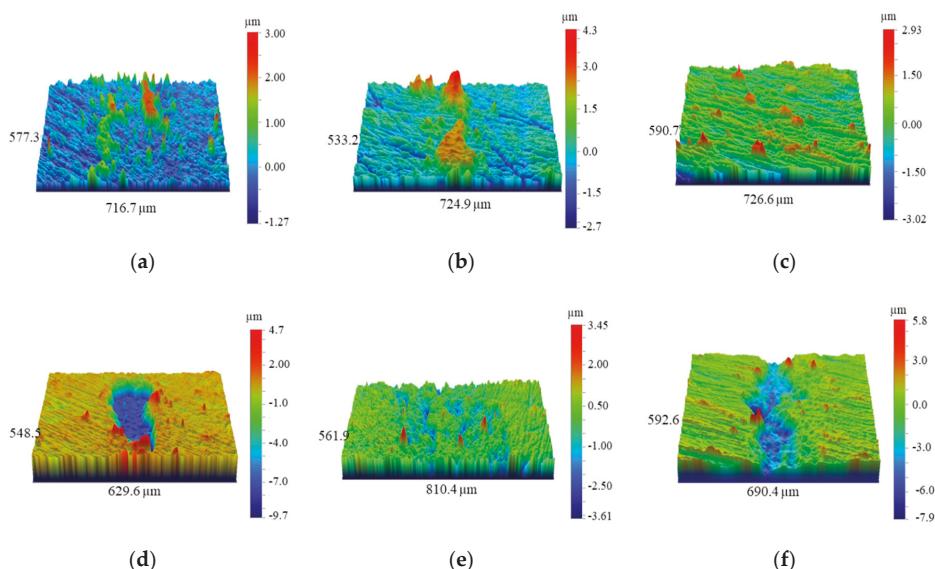 µm
3.00
2.00
1.00
0.00
-1.27
577.3
716.7 µm
(a)
µm
4.3
3.0
1.5
0.0
-1.5
-2.7
533.2
724.9 µm
(b)
µm
2.93
1.50
0.00
-1.50
-3.02
590.7
726.6 µm
(c)
µm
4.7
2.00
-1.0
-4.0
-7.0
-9.7
548.5
629.6 µm
(d)
µm
3.45
2.00
0.50
-1.00
-2.50
-3.61
561.9
810.4 µm
(e)
µm
5.8
3.0
0.0
-3.0
-6.0
-7.9
592.6
690.4 µm
(f)